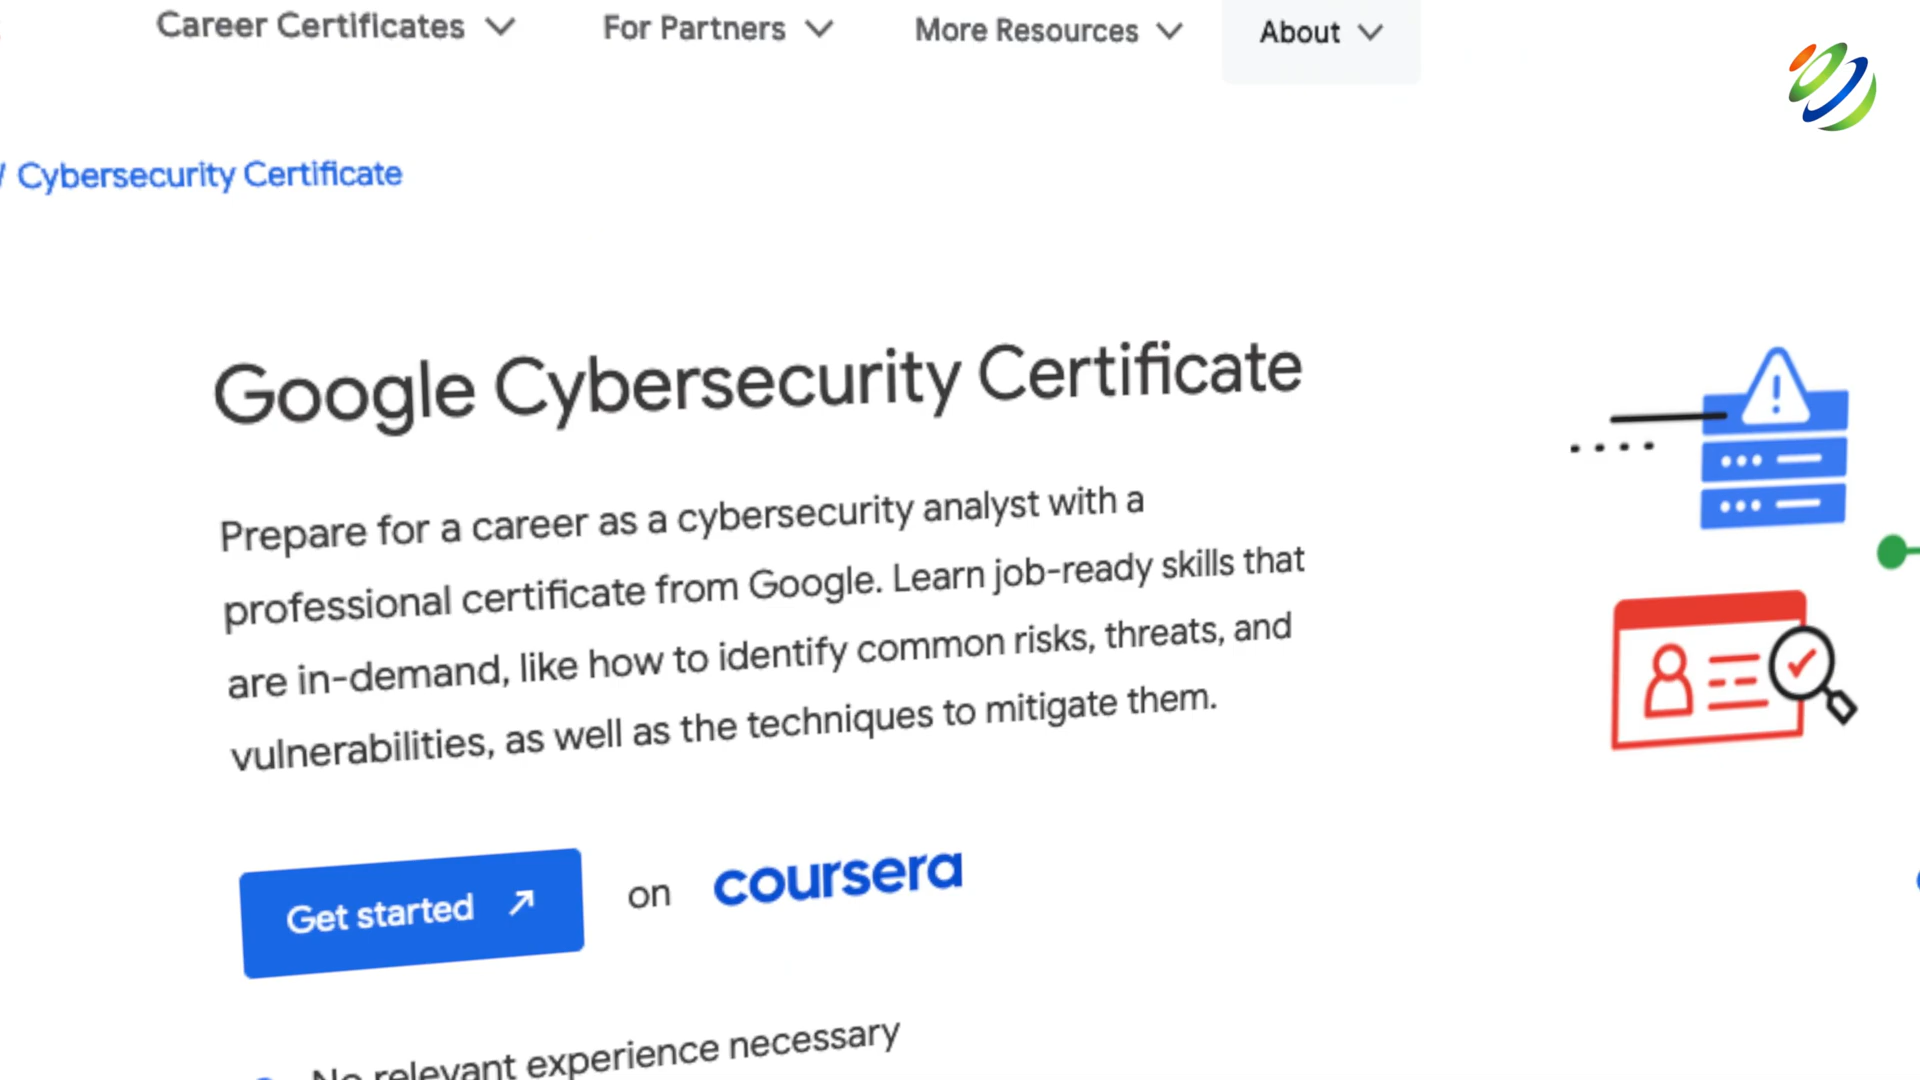 Career Certificates
For Partners
More Resources
About
/ Cybersecurity Certificate
Google Cybersecurity Certificate
Prepare for a career as a cybersecurity analyst with a
professional certificate from Google. Learn job-ready skills that
are in-demand, like how to identify common risks, threats, and
vulnerabilities, as well as the techniques to mitigate them.
Get started
on coursera
No relevant experience necessary